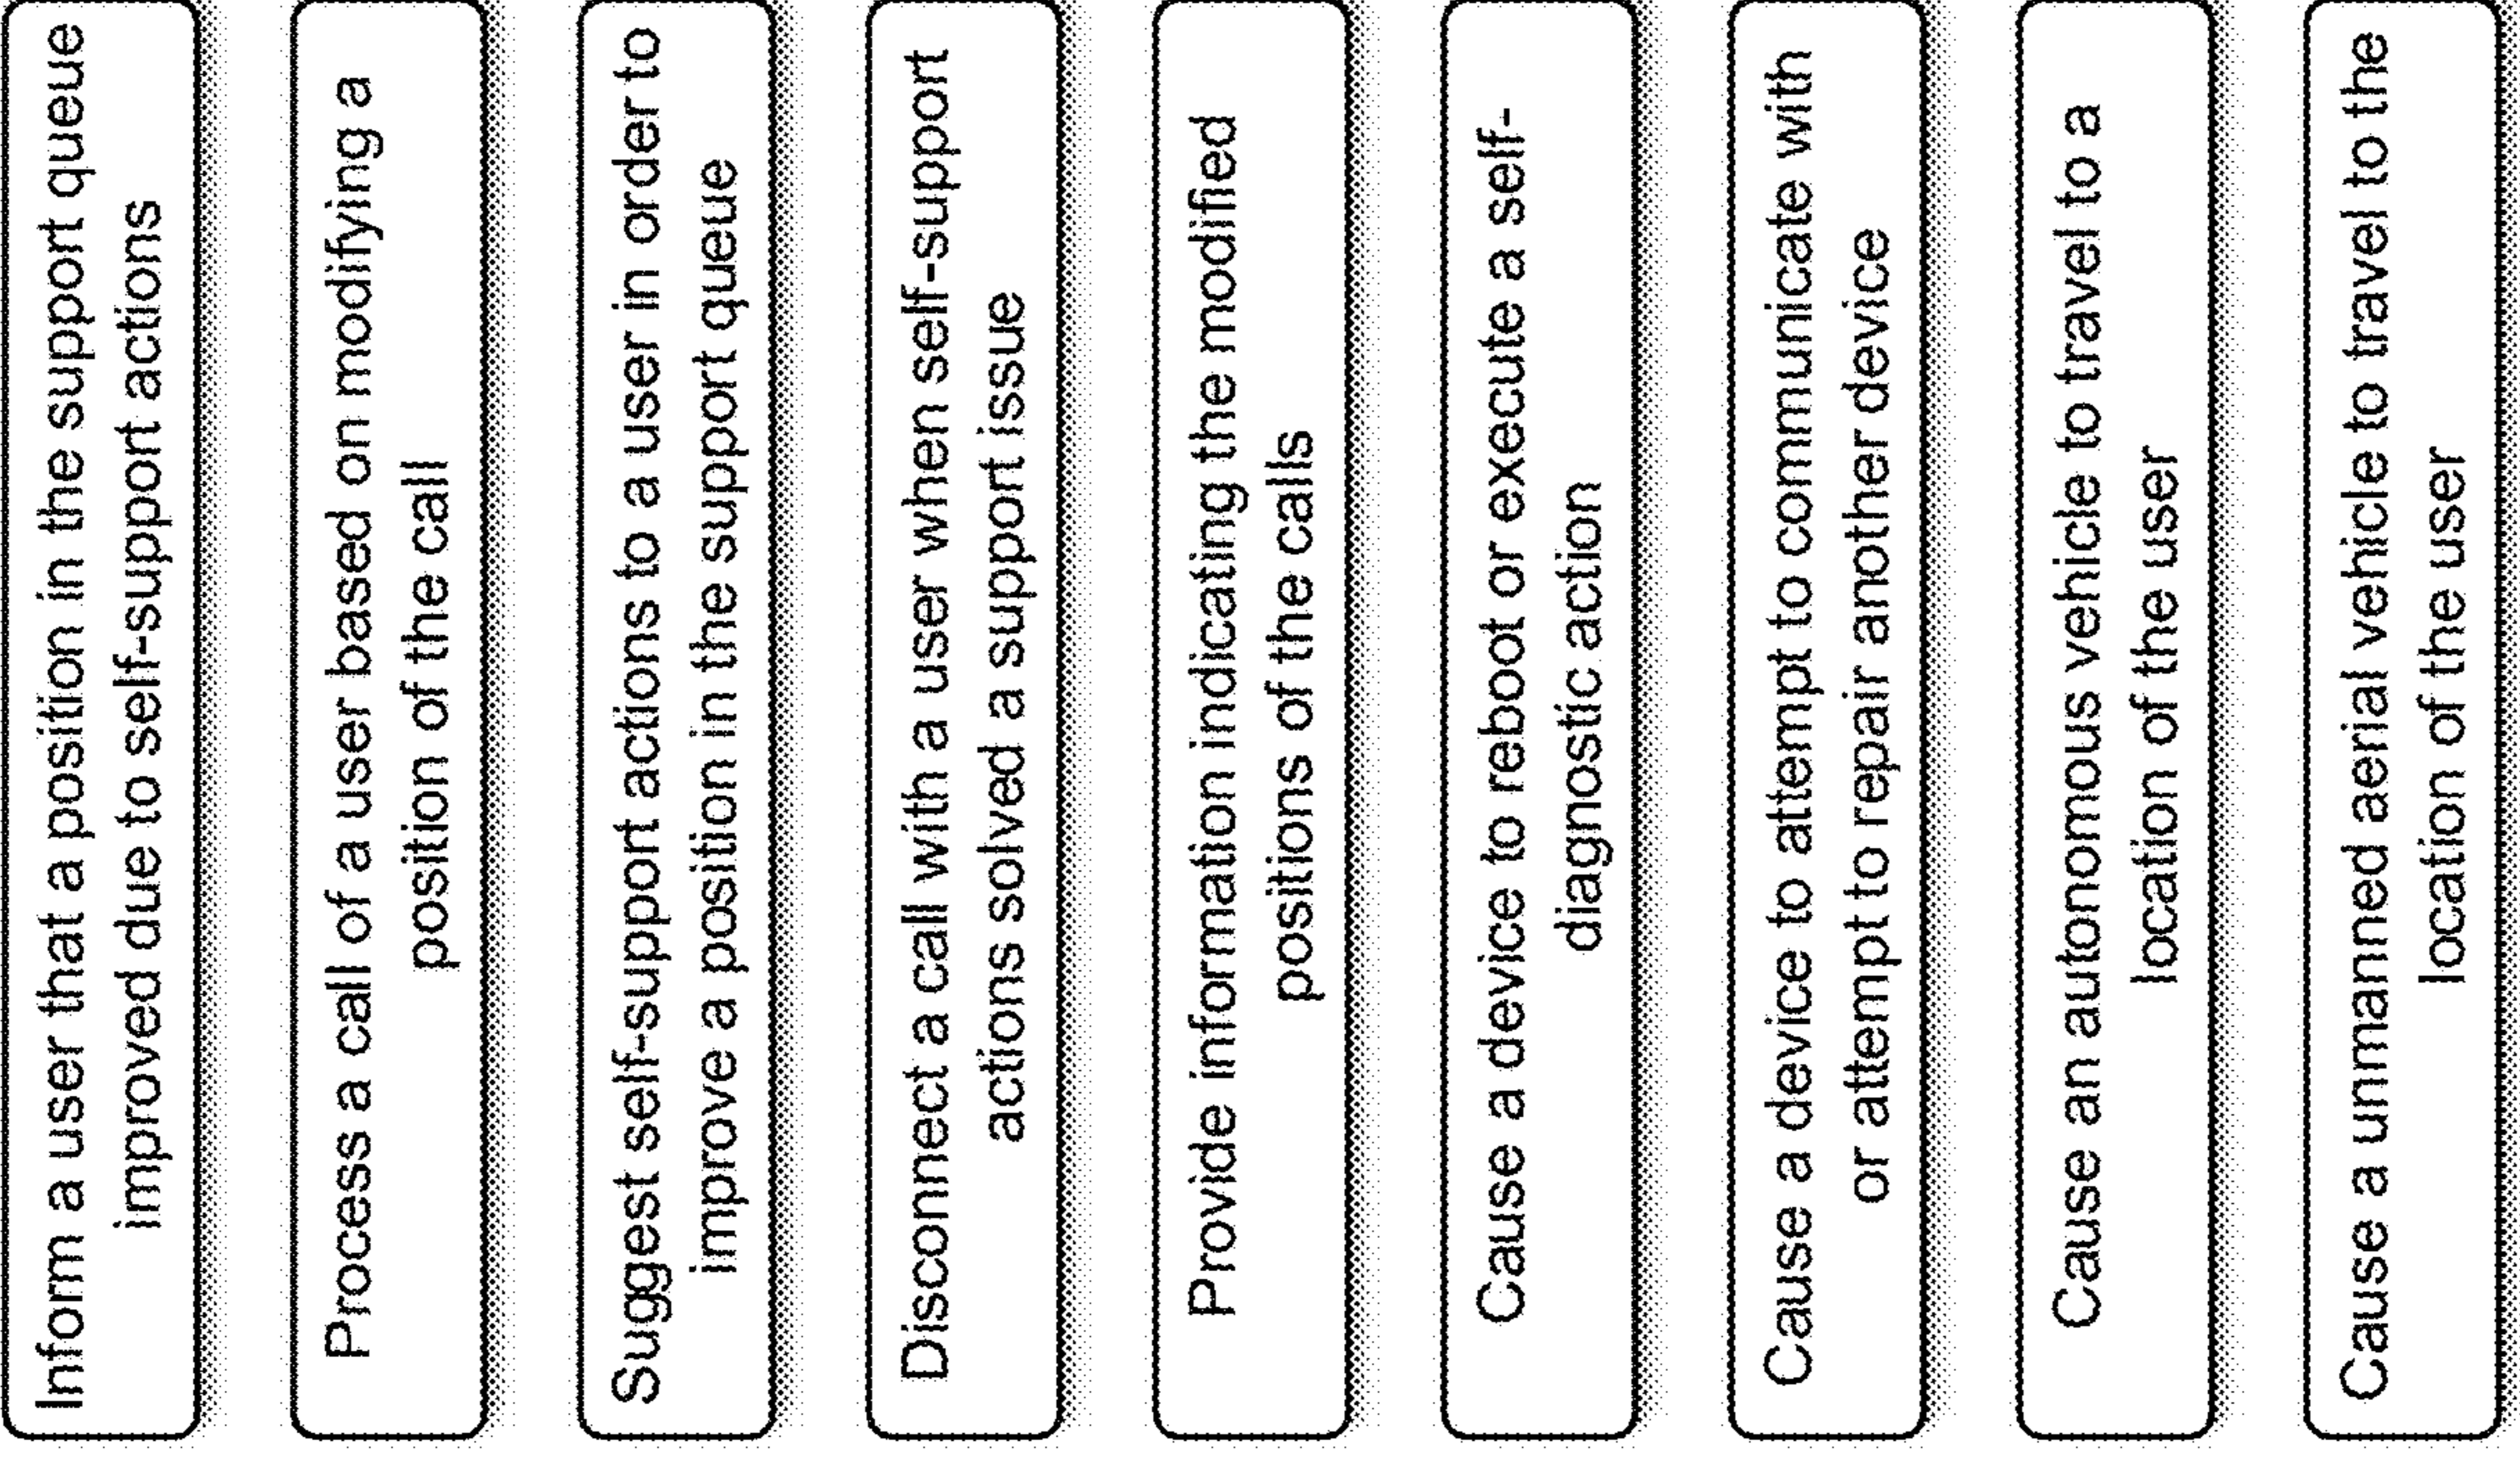 Inform a user that a position in the support queue
improved due to self-support actions
Process a call of a user based on modifying a
position of the call
Suggest self-support actions to a user in order to
improve a position in the support queue
Disconnect a call with a user when self-support
actions solved a support issue
Provide information indicating the modified
positions of the calls
Cause a device to reboot or execute a self-
diagnostic action
Cause a device to attempt to communicate with
or attempt to repair another device
Cause an autonomous vehicle to travel to a
location of the user
Cause a unmanned aerial vehicle to travel to the
location of the user